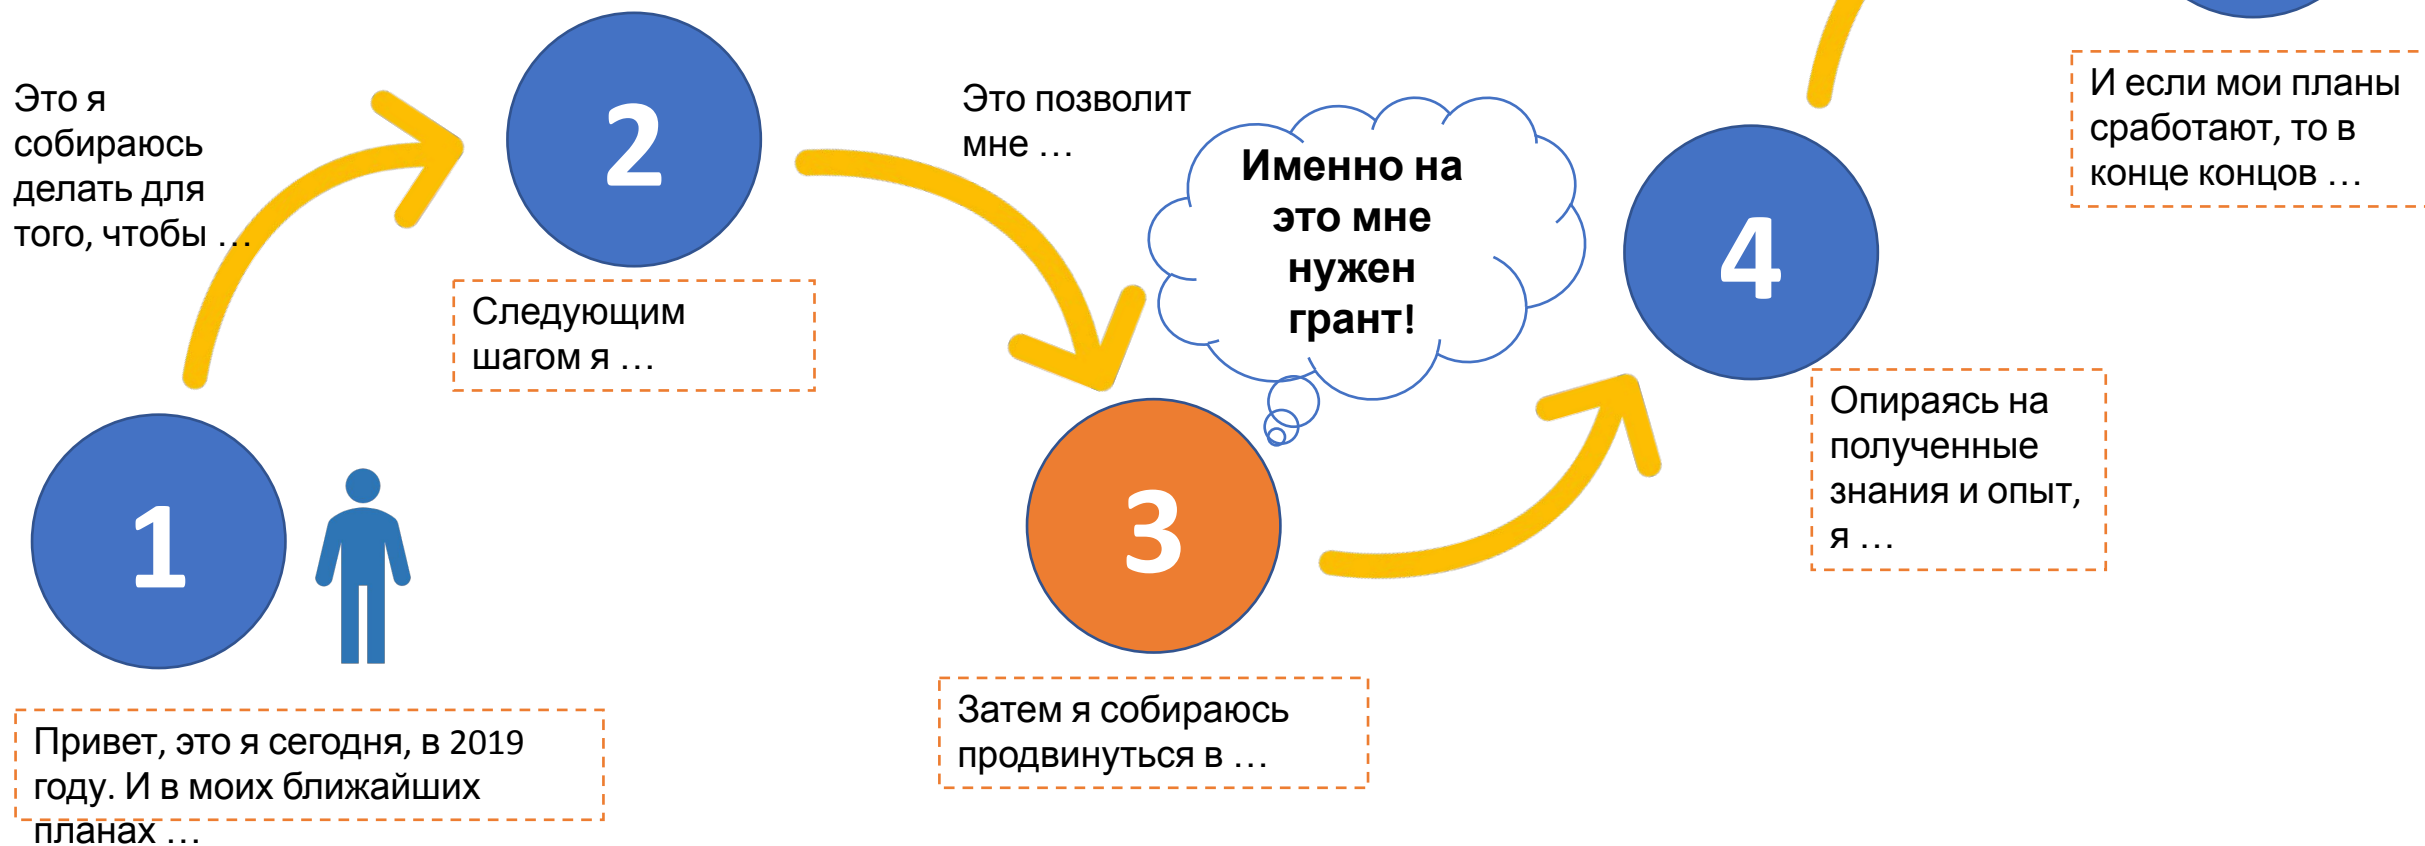 Это я
собираюсь
делать для
того, чтобы …
2
Следующим
шагом я …
1
Привет, это я сегодня, в 2019
году. И в моих ближайших
планах …
Это позволит
мне …
Именно на
это мне
нужен
грант!
3
Затем я собираюсь
продвинуться в …
4
Опираясь на
полученные
знания и опыт,
я …
И если мои планы
сработают, то в
конце концов …